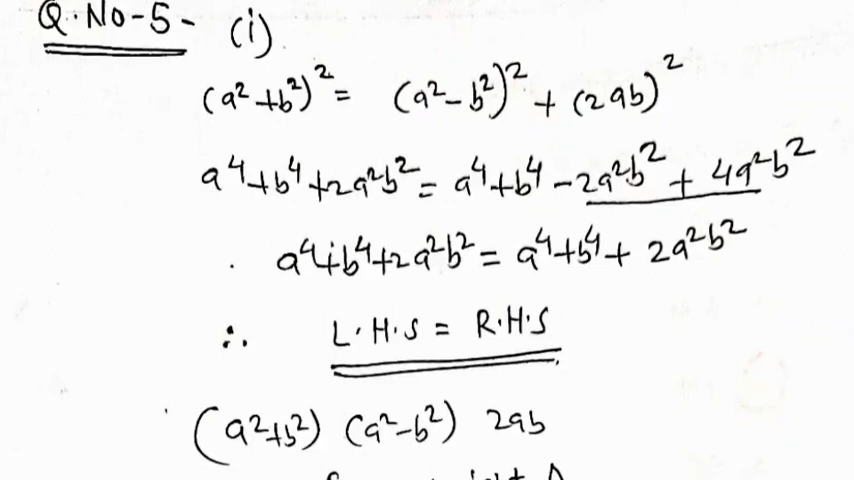 Q.No-5- (i)
(a²+b²)² = (a²-b²)² + (2ab)²
a⁴+b⁴+2a²b² = a⁴+b⁴-2a²b² + 4a²b²
a⁴+b⁴+2a²b² = a⁴+b⁴+ 2a²b²
∴ L.H.S = R.H.S
(a²+b²) (a²-b²) 2ab